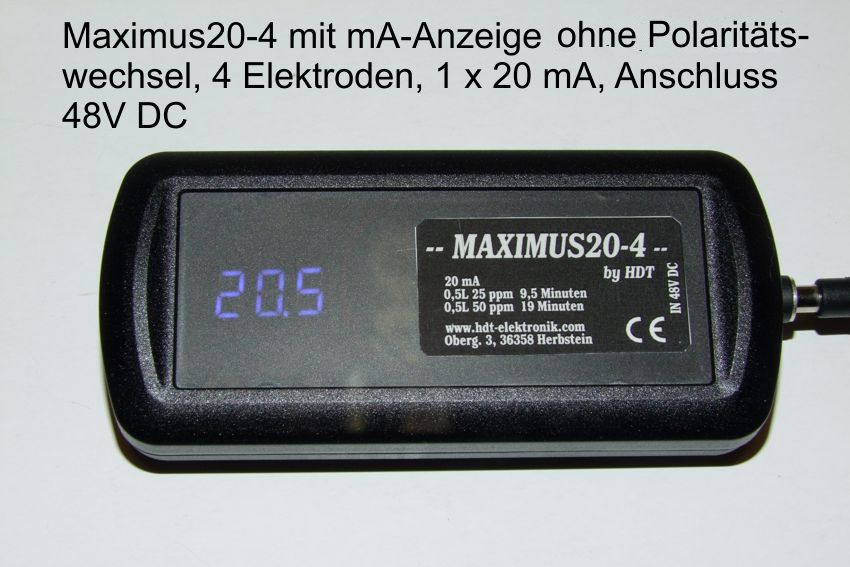 Maximus20-4 mit mA-Anzeige ohne Polaritäts-
wechsel, 4 Elektroden, 1 x 20 mA, Anschluss
48V DC
20.5
-- MAXIMUS20-4 --
by HDT
20 mA
0,5L 25 ppm 9,5 Minuten
0,5L 50 ppm 19 Minuten
www.hdt-elektronik.com
Oberg. 3, 36358 Herbstein
CE
IN 48V DC